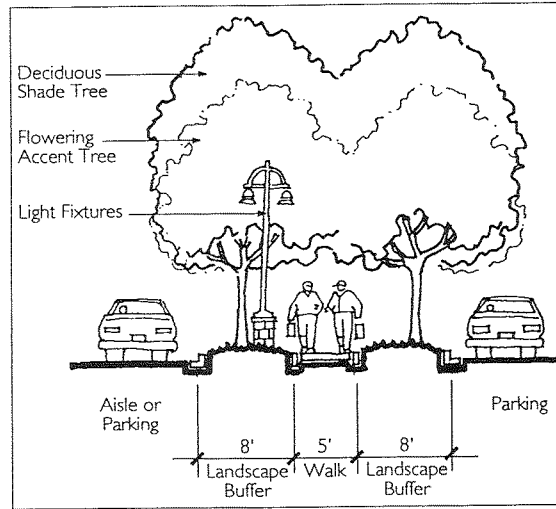 Deciduous
Shade Tree
Flowering
Accent Tree
Light Fixtures
Aisle or
Parking
Parking
8' 5' 8'
Landscape Walk Landscape
Buffer Buffer